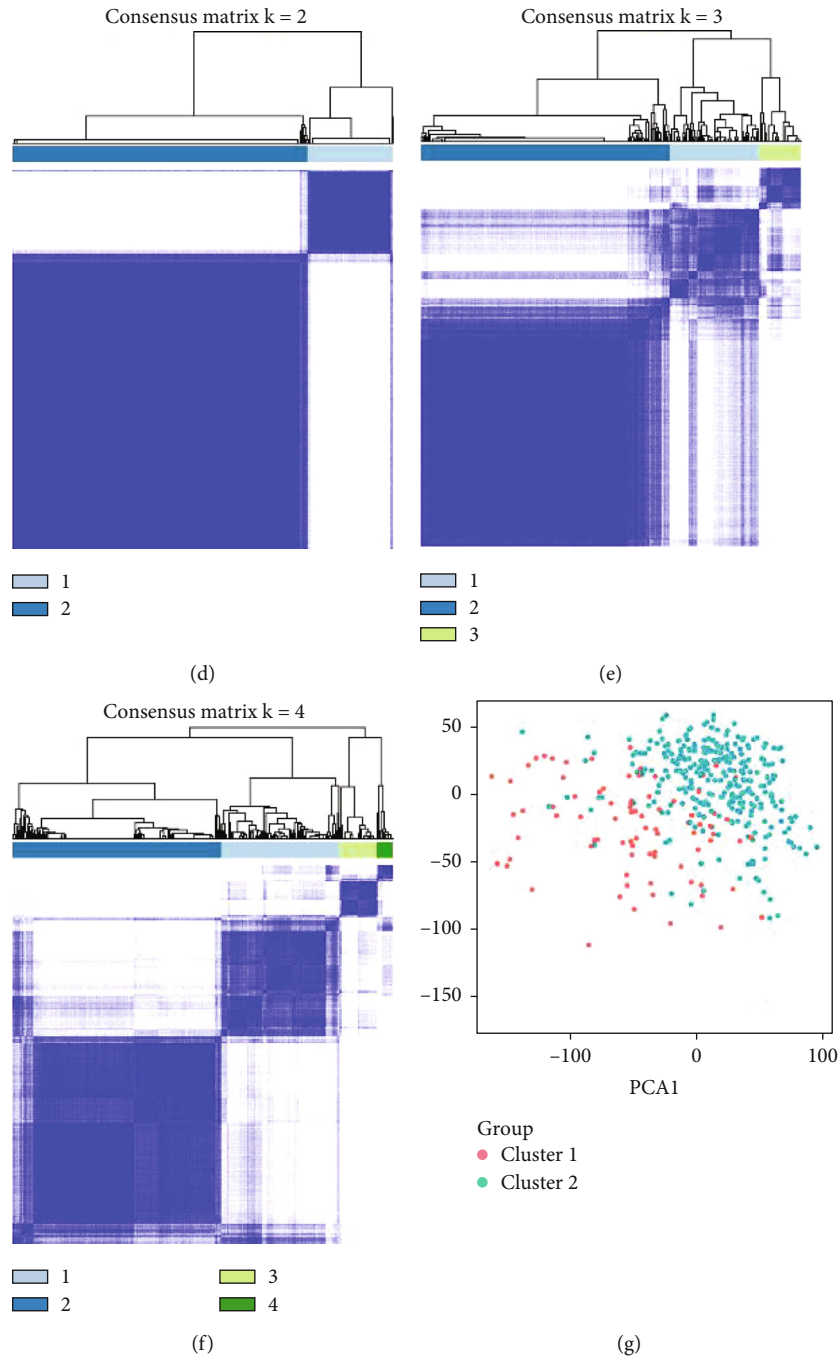 Consensus matrix k = 2
1
2
(d)
Consensus matrix k = 3
1
2
3
(e)
Consensus matrix k = 4
1
2
3
4
(f)
50
0
−50
−100
−150
−100
0
100
PCA1
Group
Cluster 1
Cluster 2
(g)